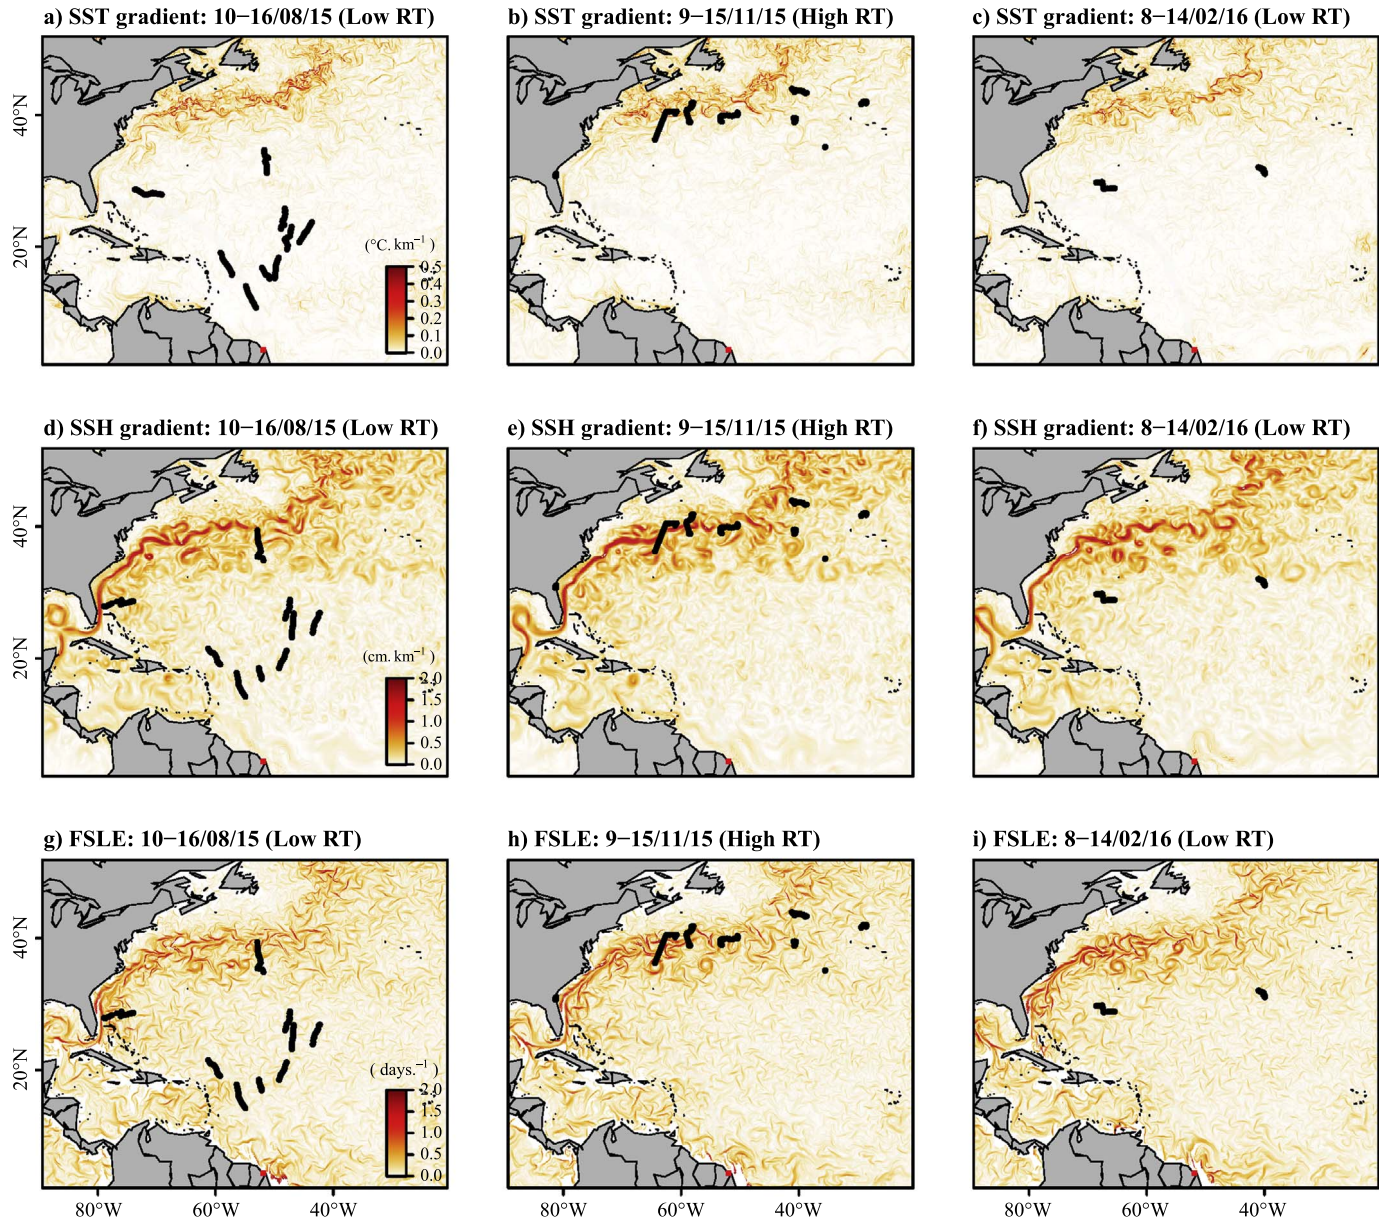 a) SST gradient: 10−16/08/15 (Low RT)
b) SST gradient: 9−15/11/15 (High RT)
c) SST gradient: 8−14/02/16 (Low RT)
40°N
20°N
(°C. km−1 )
0.5
0.4
0.3
0.2
0.1
0.0
d) SSH gradient: 10−16/08/15 (Low RT)
e) SSH gradient: 9−15/11/15 (High RT)
f) SSH gradient: 8−14/02/16 (Low RT)
40°N
20°N
(cm. km−1 )
2.0
1.5
1.0
0.5
0.0
g) FSLE: 10−16/08/15 (Low RT)
h) FSLE: 9−15/11/15 (High RT)
i) FSLE: 8−14/02/16 (Low RT)
40°N
20°N
( days.−1 )
2.0
1.5
1.0
0.5
0.0
80°W 60°W 40°W
80°W 60°W 40°W
80°W 60°W 40°W